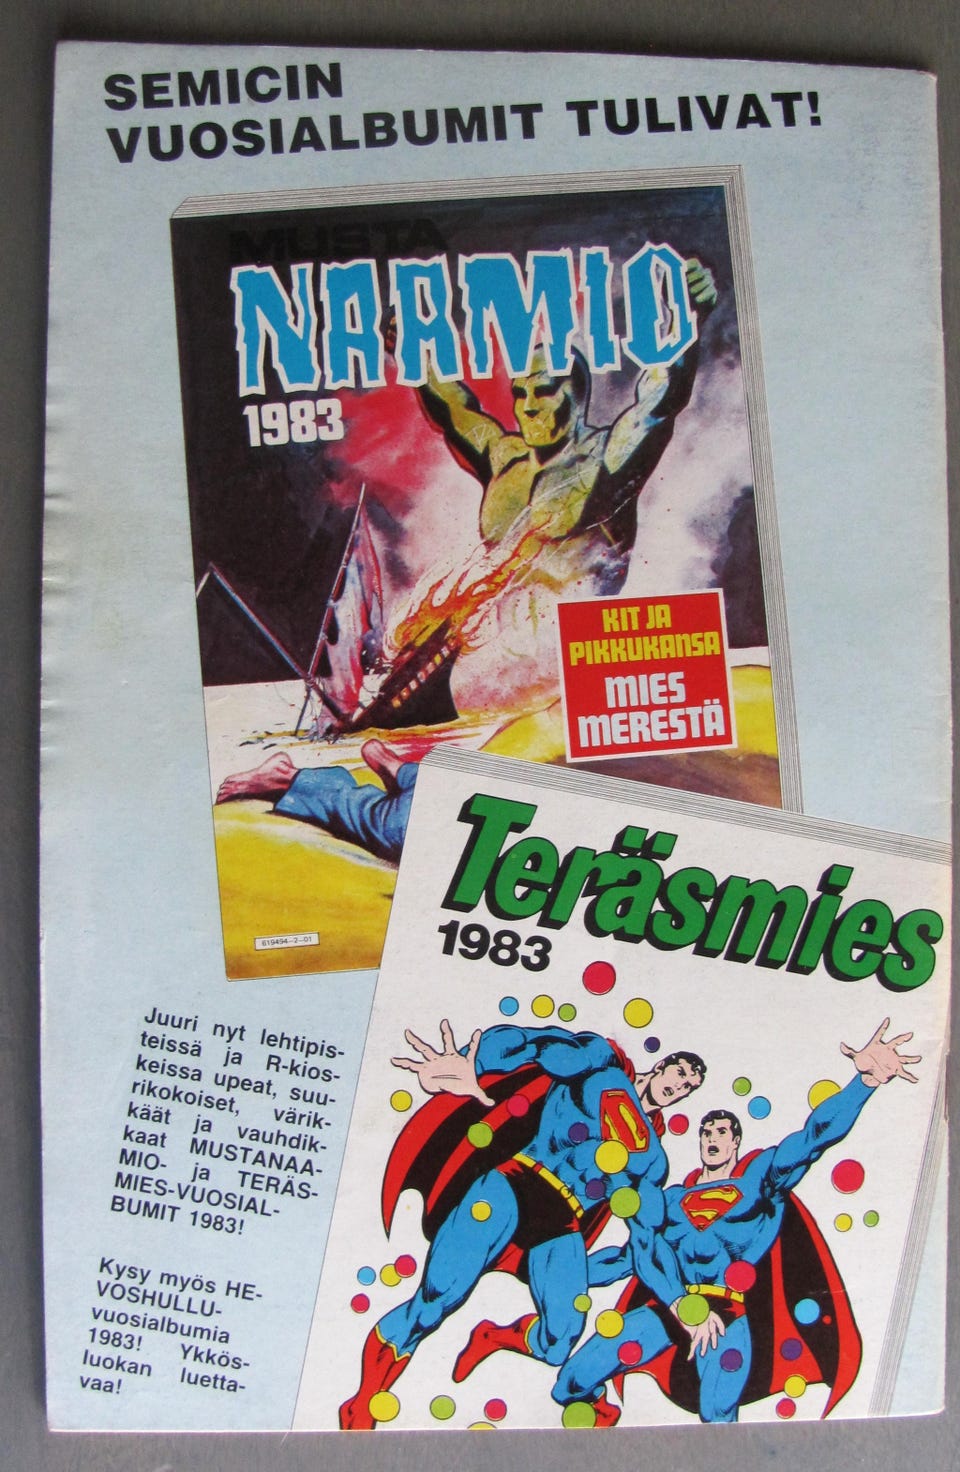 SEMICIN
VUOSIALBUMIT TULIVAT!
MUSTA
NAAMIO
1983
KIT JA
PIKKUKANSA
MIES
MERESTÄ
619494-2-01
Teräsmies
1983
Juuri nyt lehtipis-
teissä ja R-kios-
keissa upeat, suu-
rikokoiset, värik-
käät ja vauhdik-
kaat MUSTANAA-
MIO- ja TERÄS-
MIES-VUOSIAL-
BUMIT 1983!
Kysy myös HE-
VOSHULLU-
vuosialbumia
1983! Ykkös-
luokan luetta-
vaa!